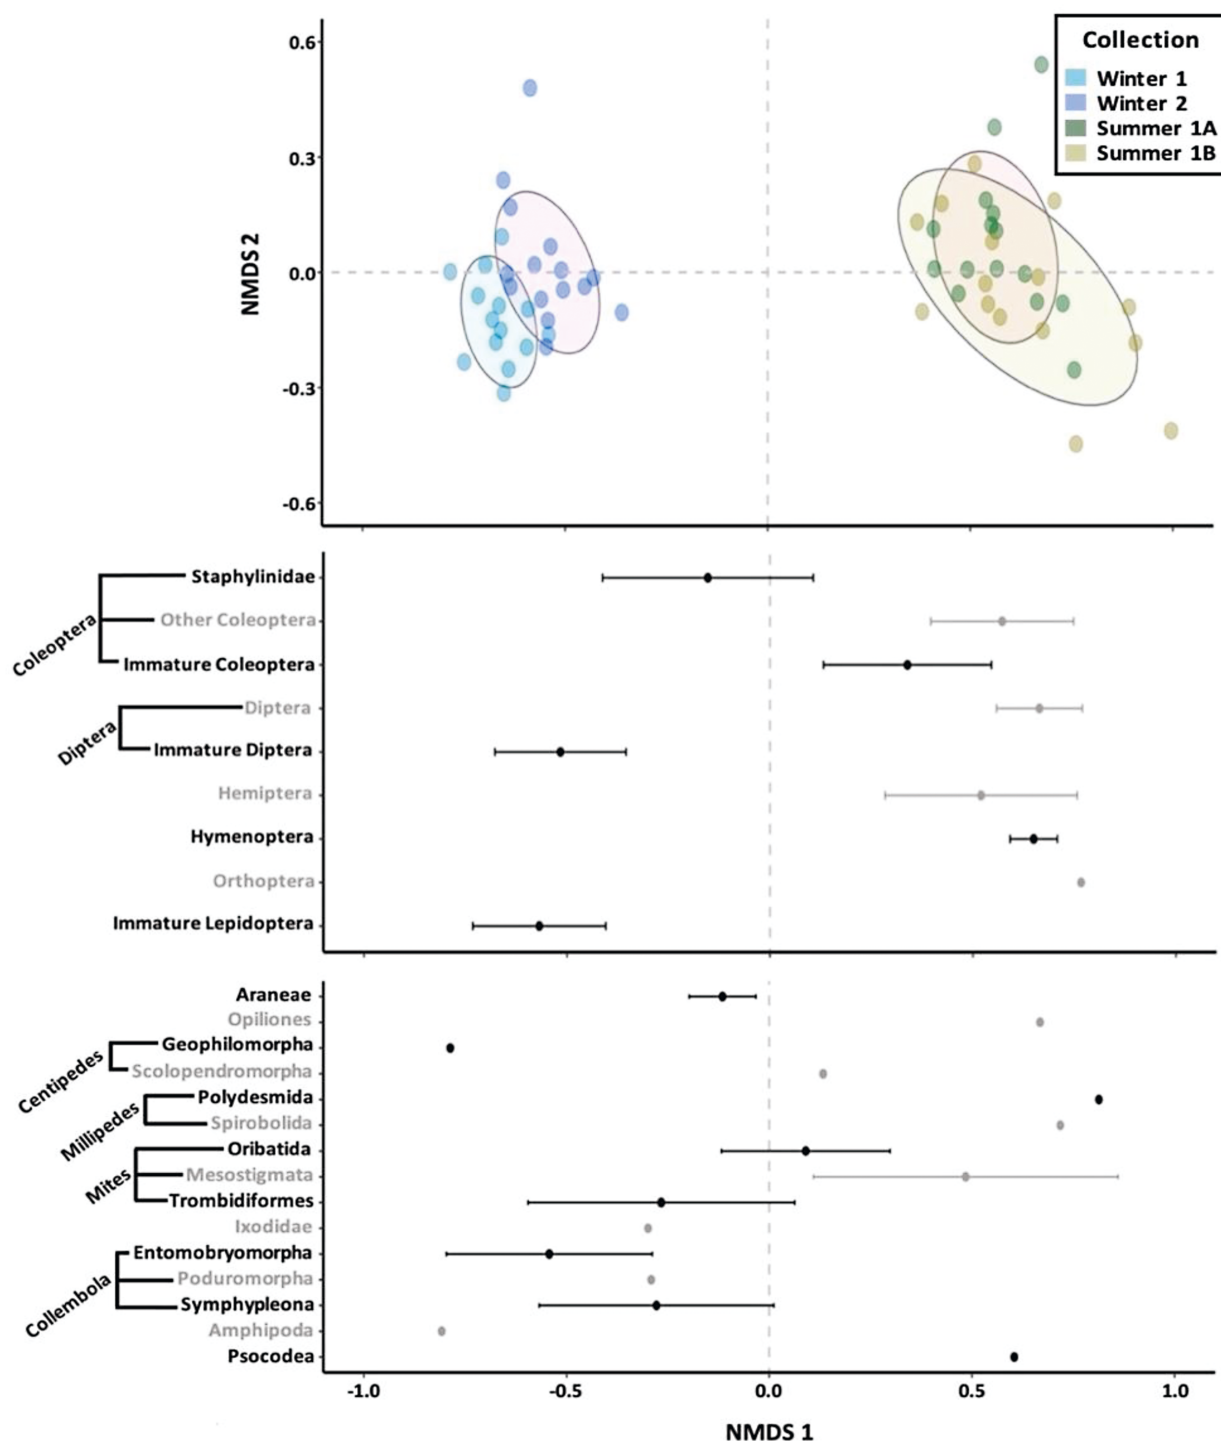 Collection
Winter 1
Winter 2
Summer 1A
Summer 1B
NMDS 2
0.6
0.3
0.0
-0.3
-0.6
Coleoptera
Staphylinidae
Other Coleoptera
Immature Coleoptera
Diptera
Diptera
Immature Diptera
Hemiptera
Hymenoptera
Orthoptera
Immature Lepidoptera
Araneae
Opiliones
Centipedes
Geophilomorpha
Scolopendromorpha
Millipedes
Polydesmida
Spirobolida
Mites
Oribatida
Mesostigmata
Trombidiformes
Ixodidae
Collembola
Entomobryomorpha
Poduromorpha
Symphypleona
Amphipoda
Psocodea
-1.0 -0.5 0.0 0.5 1.0
NMDS 1